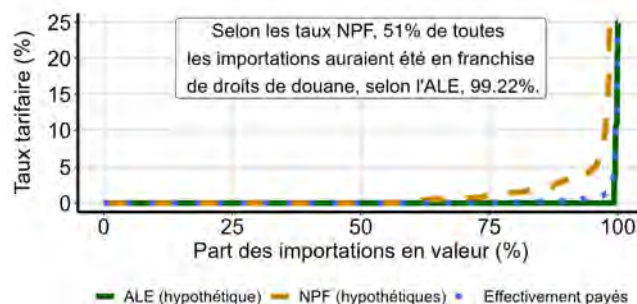 Selon les taux NPF, 51% de toutes
les importations auraient été en franchise
de droits de douane, selon l'ALE, 99.22%.
Taux tarifaire (%)
25
20
15
10
5
0
0 25 50 75 100
Part des importations en valeur (%)
ALE (hypothétique) NPF (hypothétiques) Effectivement payés